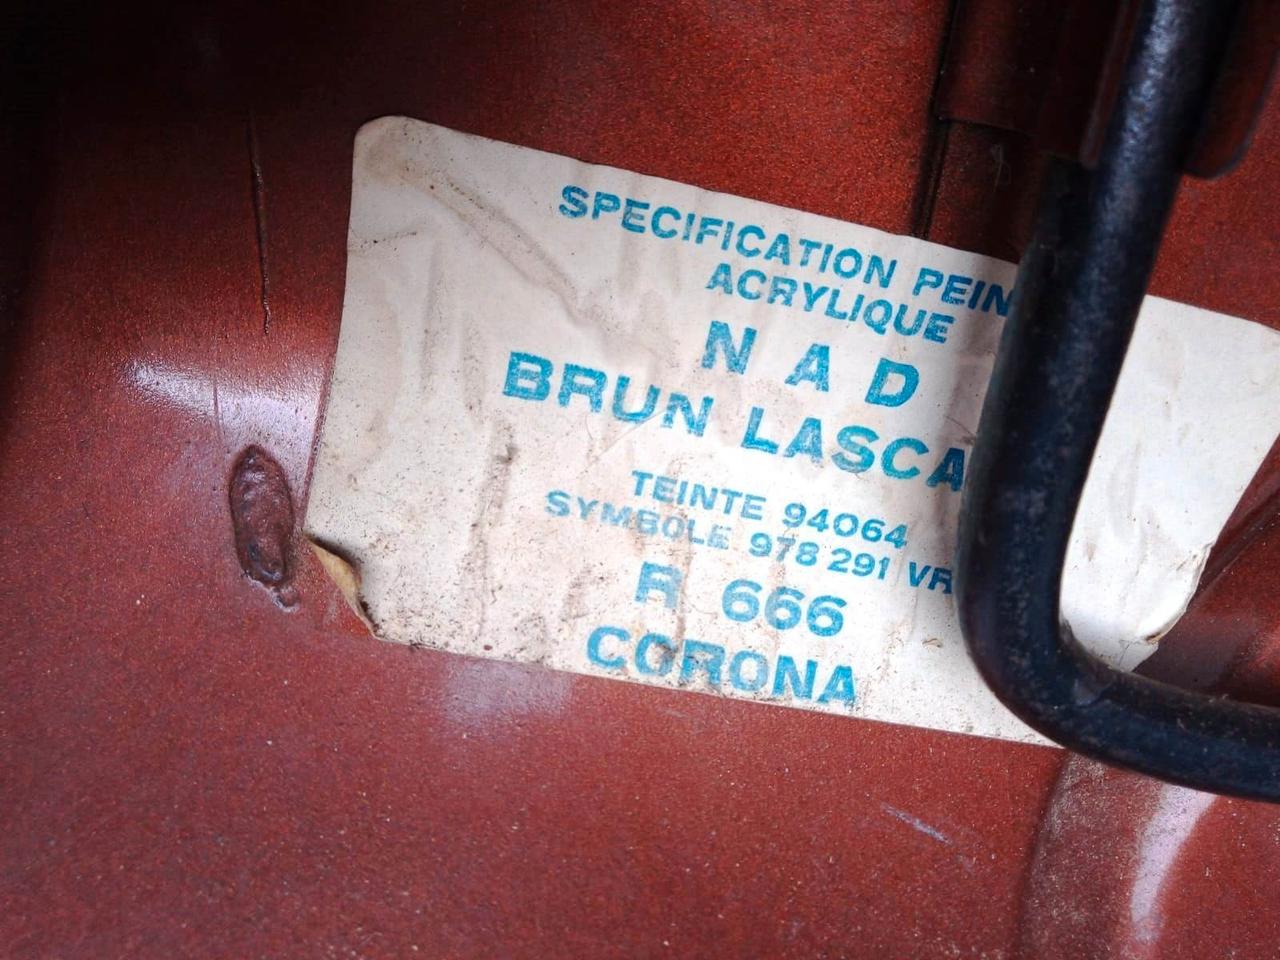 SPECIFICATION PEIN
ACRYLIQUE
N A D
BRUN LASCA
TEINTE 94064
SYMBOLE 978 291 VR
R 666
CORONA